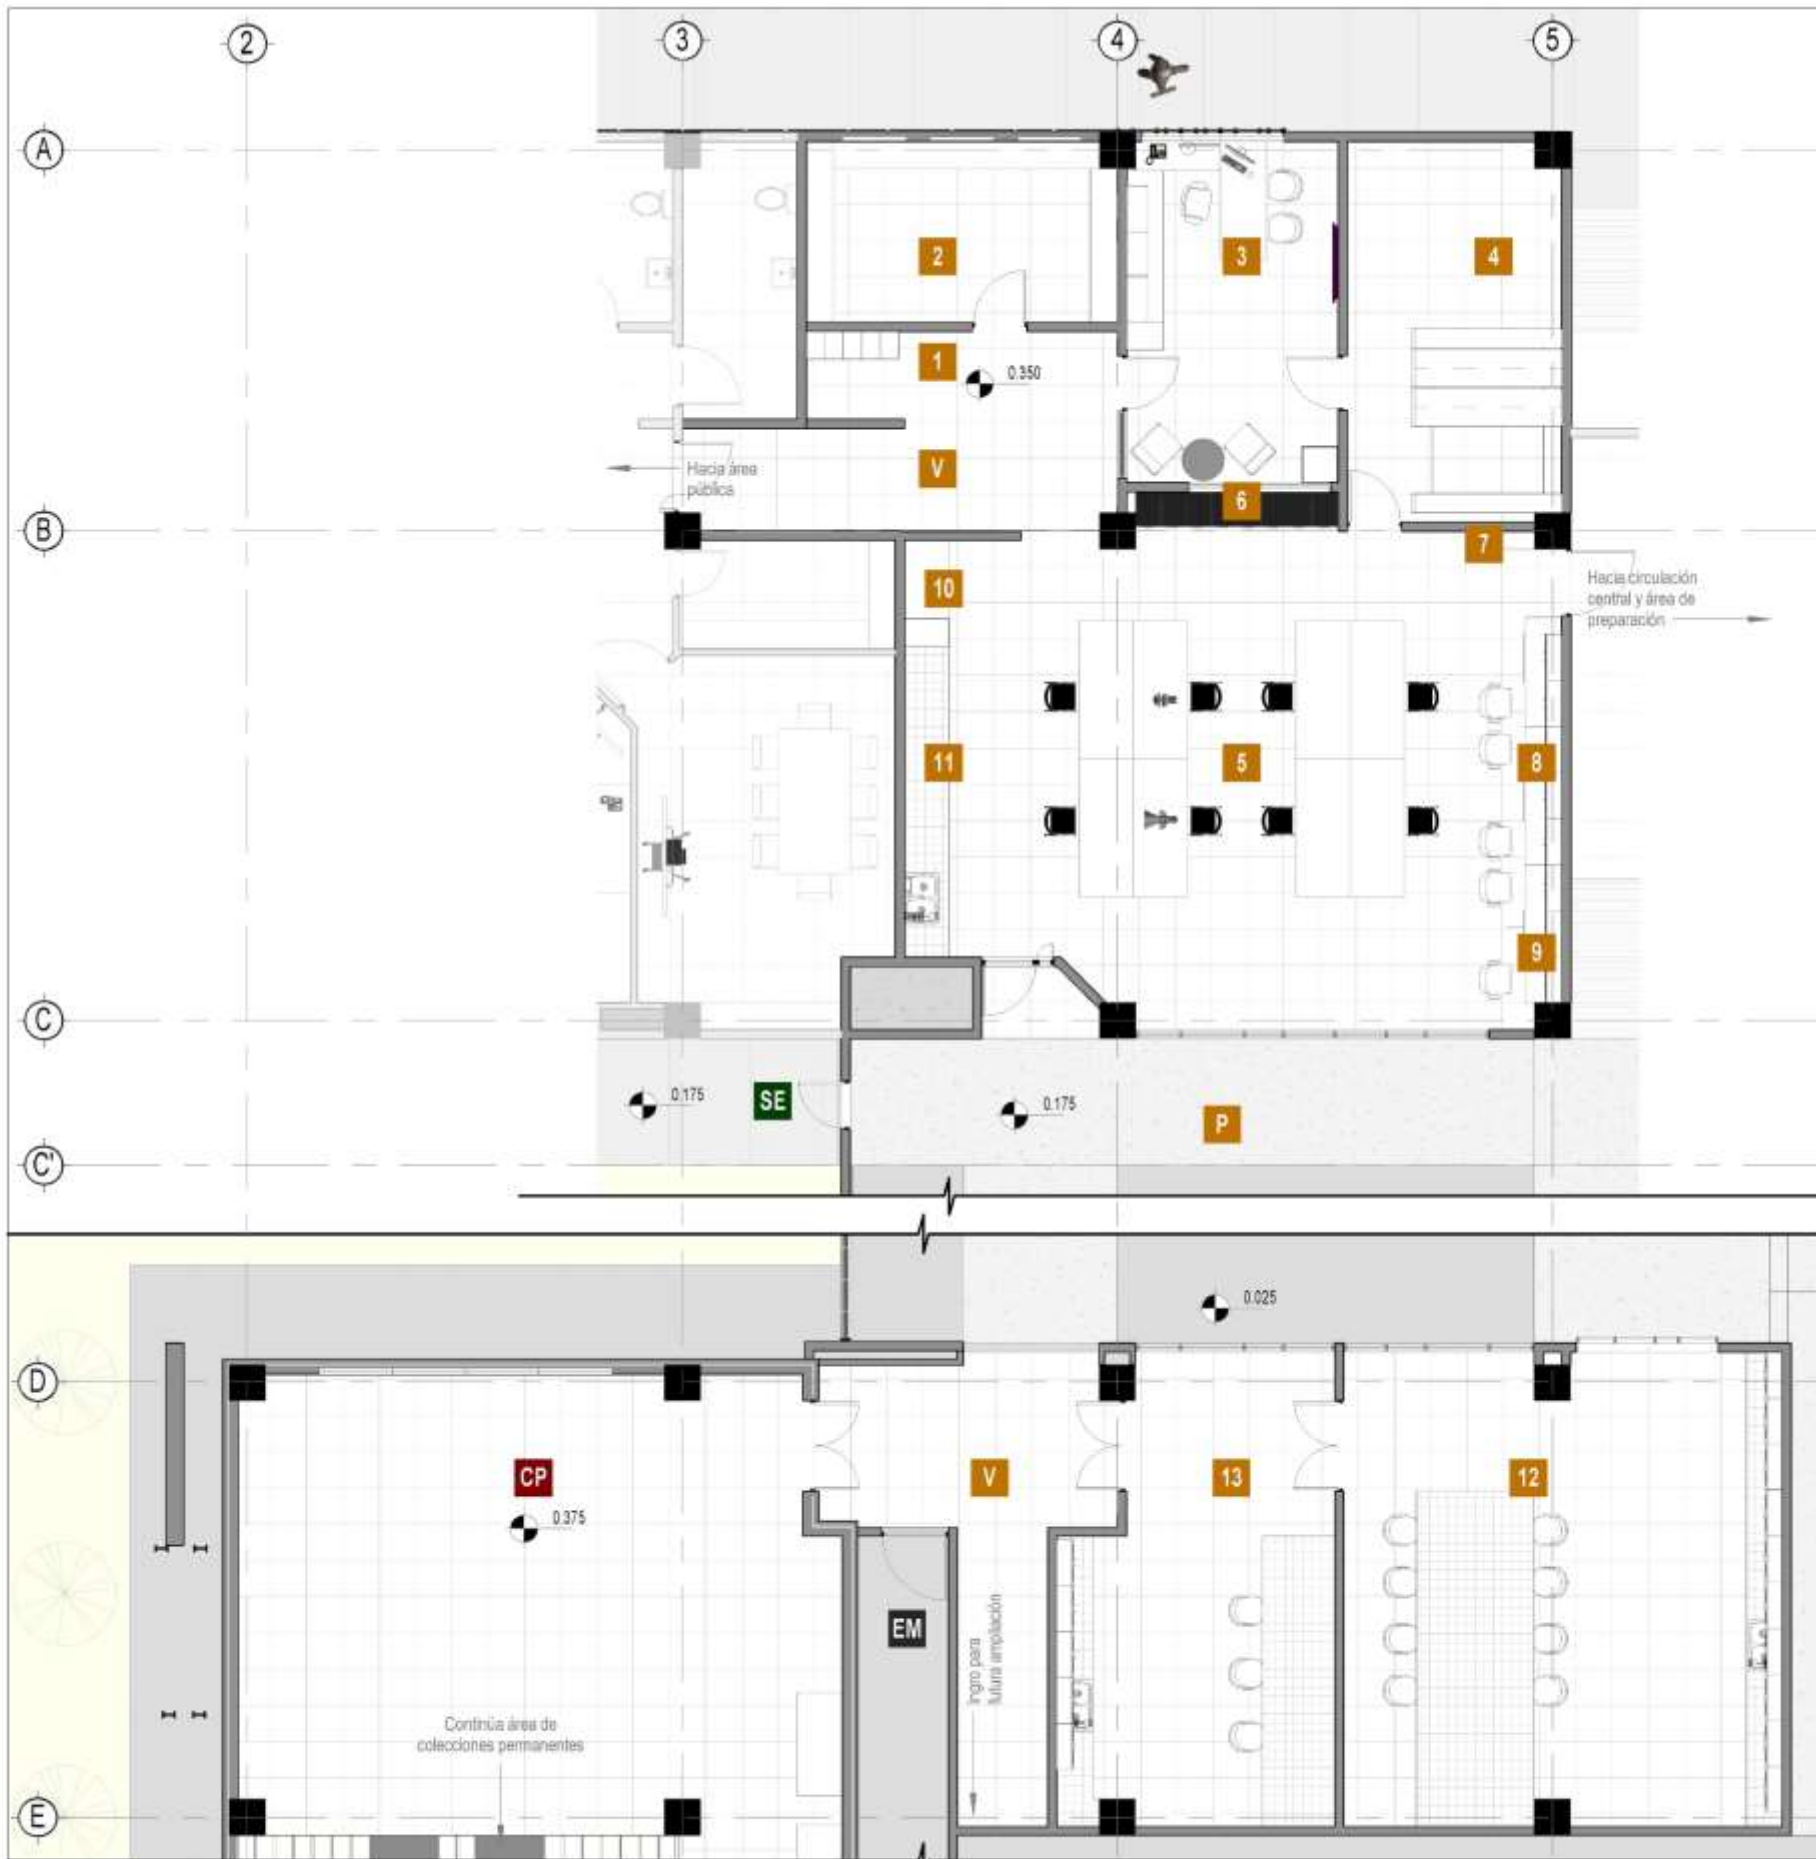 2
3
4
5
A
2
3
4
1
0.350
Hacia área
pública
V
6
B
7
10
Hacia circulación
central y área de
preparación
11
5
8
9
C
0.175
SE
0.175
P
C'
0.025
D
CP
V
13
12
0.375
EM
Ingro para
futura ampliación
Continúa área de
colecciones permanentes
E